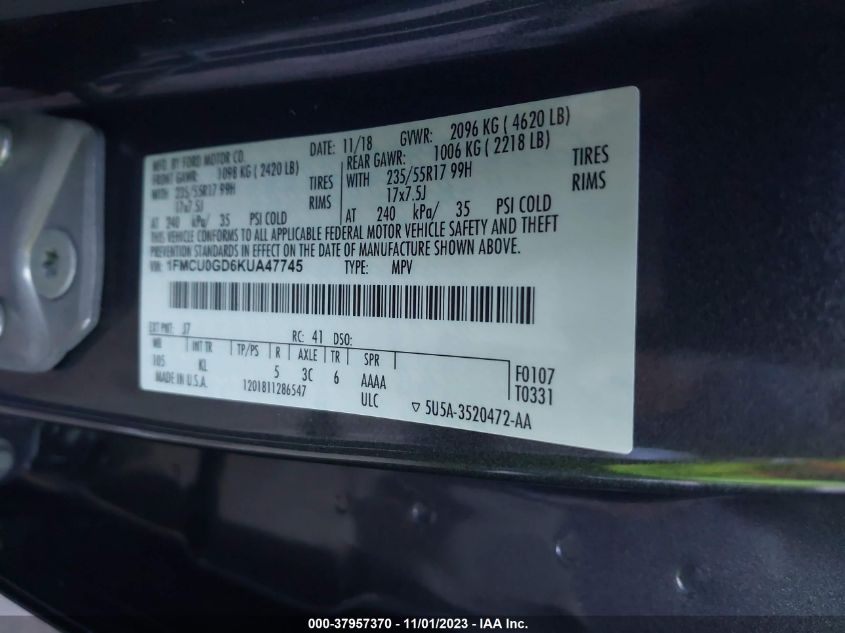 MFD. BY FORD MOTOR CO.
DATE: 11/18 GVWR: 2096 KG ( 4620 LB)
FRONT GAWR: 1098 KG ( 2420 LB)
REAR GAWR: 1006 KG ( 2218 LB)
WITH 235/55R17 99H TIRES
WITH 235/55R17 99H TIRES
17x7.5J RIMS
17x7.5J RIMS
AT 240 kPa/ 35 PSI COLD
AT 240 kPa/ 35 PSI COLD
THIS VEHICLE CONFORMS TO ALL APPLICABLE FEDERAL MOTOR VEHICLE SAFETY AND THEFT
PREVENTION STANDARDS IN EFFECT ON THE DATE OF MANUFACTURE SHOWN ABOVE.
VIN: 1FMCU0GD6KUA47745 TYPE: MPV
EXT PNT: J7 RC: 41 DSO:
WB INT TR TP/PS R AXLE TR SPR
105 KL 5 3C 6 AAAA
F0107
T0331
MADE IN U.S.A. 1201811286547 ULC ▽ 5U5A-3520472-AA
000-37957370 - 11/01/2023 - IAA Inc.